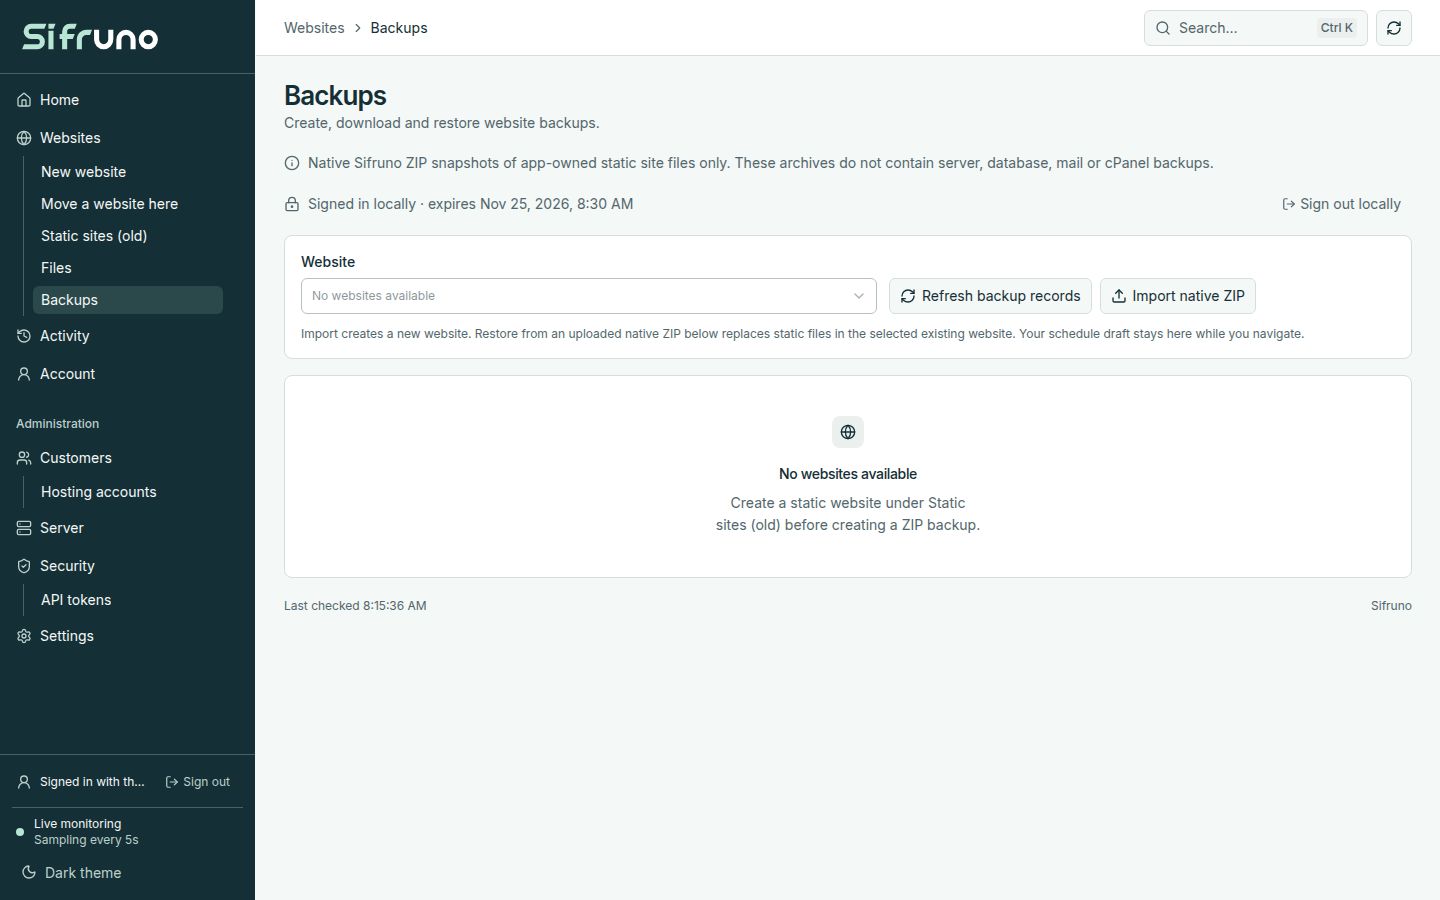 Sifruno
Home
Websites
New website
Move a website here
Static sites (old)
Files
Backups
Activity
Account
Administration
Customers
Hosting accounts
Server
Security
API tokens
Settings
Signed in with th...
Sign out
Live monitoring
Sampling every 5s
Dark theme
Websites > Backups
Search...
Ctrl K
Backups
Create, download and restore website backups.
Native Sifruno ZIP snapshots of app-owned static site files only. These archives do not contain server, database, mail or cPanel backups.
Signed in locally · expires Nov 25, 2026, 8:30 AM
Sign out locally
Website
No websites available
Refresh backup records
Import native ZIP
Import creates a new website. Restore from an uploaded native ZIP below replaces static files in the selected existing website. Your schedule draft stays here while you navigate.
No websites available
Create a static website under Static
sites (old) before creating a ZIP backup.
Last checked 8:15:36 AM
Sifruno